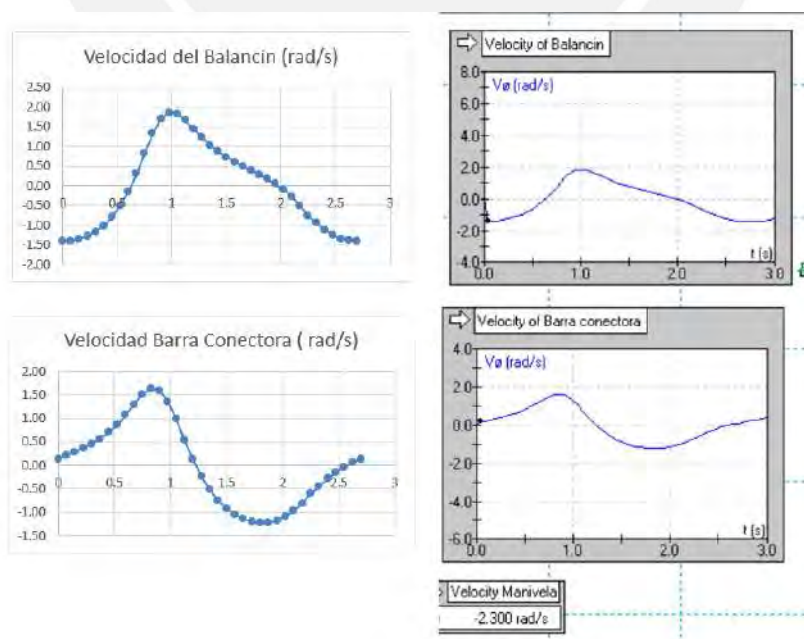 Velocidad del Balancín (rad/s)
2.50
2.00
1.50
1.00
0.50
0.00
-0.50
-1.00
-1.50
-2.00
0 0.5 1 1.5 2 2.5 3
Velocity of Balancin
Vø (rad/s)
8.0
6.0
4.0
2.0
0.0
-2.0
-4.0
0.0 1.0 2.0 3.0
t (s)
Velocidad Barra Conectora ( rad/s)
2.00
1.50
1.00
0.50
0.00
-0.50
-1.00
-1.50
0 0.5 1 1.5 2 2.5 3
Velocity of Barra conectora
Vø (rad/s)
4.0
2.0
0.0
-2.0
-4.0
-6.0
0.0 1.0 2.0 3.0
t (s)
Velocity Manivela
-2.300 rad/s